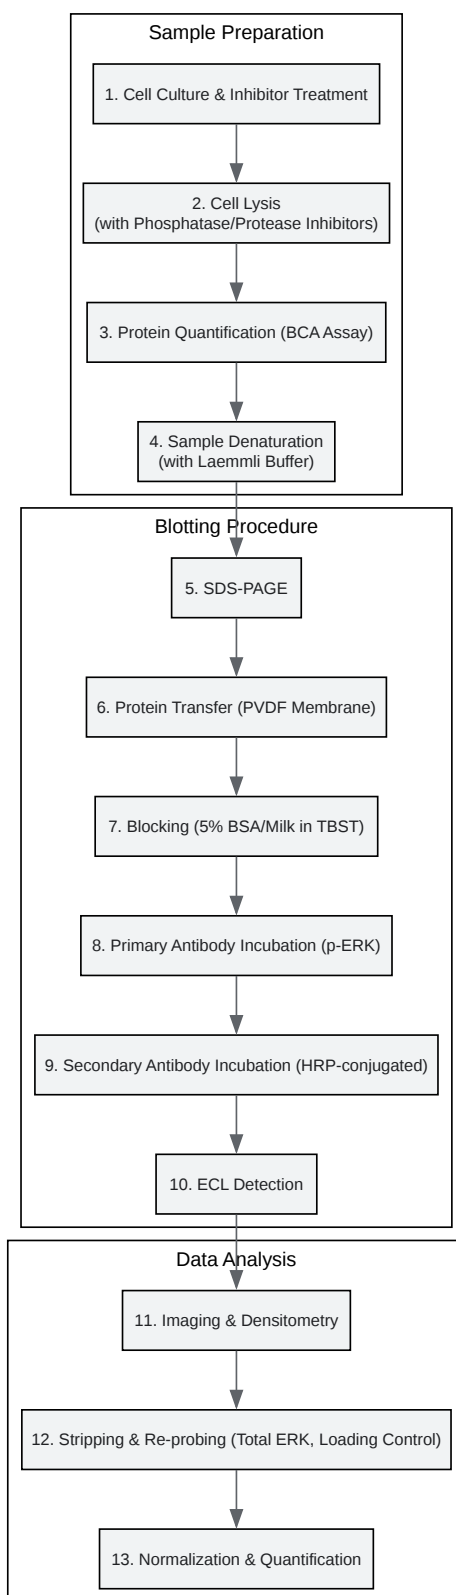 Sample Preparation
1. Cell Culture & Inhibitor Treatment
2. Cell Lysis
(with Phosphatase/Protease Inhibitors)
3. Protein Quantification (BCA Assay)
4. Sample Denaturation
(with Laemmli Buffer)
Blotting Procedure
5. SDS-PAGE
6. Protein Transfer (PVDF Membrane)
7. Blocking (5% BSA/Milk in TBST)
8. Primary Antibody Incubation (p-ERK)
9. Secondary Antibody Incubation (HRP-conjugated)
10. ECL Detection
Data Analysis
11. Imaging & Densitometry
12. Stripping & Re-probing (Total ERK, Loading Control)
13. Normalization & Quantification